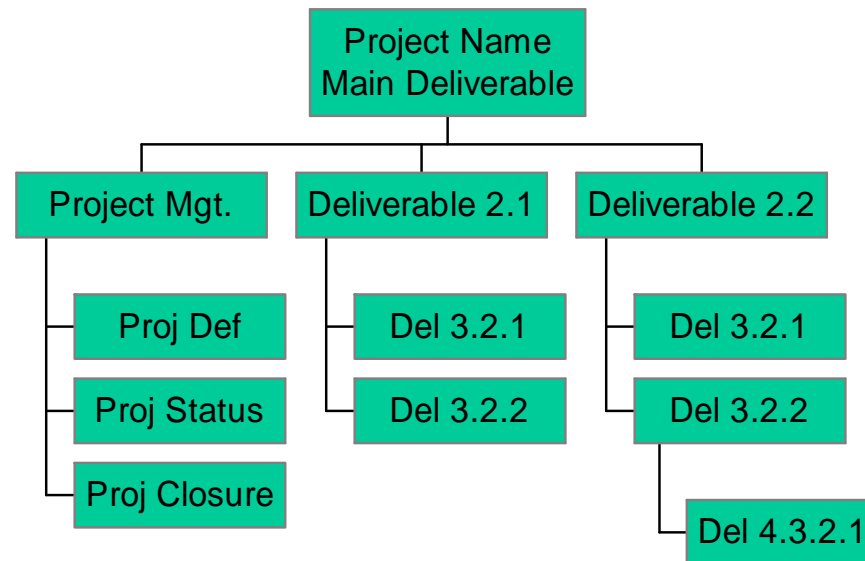 Project Name
Main Deliverable
Project Mgt.
Deliverable 2.1
Deliverable 2.2
Proj Def
Del 3.2.1
Del 3.2.1
Proj Status
Del 3.2.2
Del 3.2.2
Proj Closure
Del 4.3.2.1